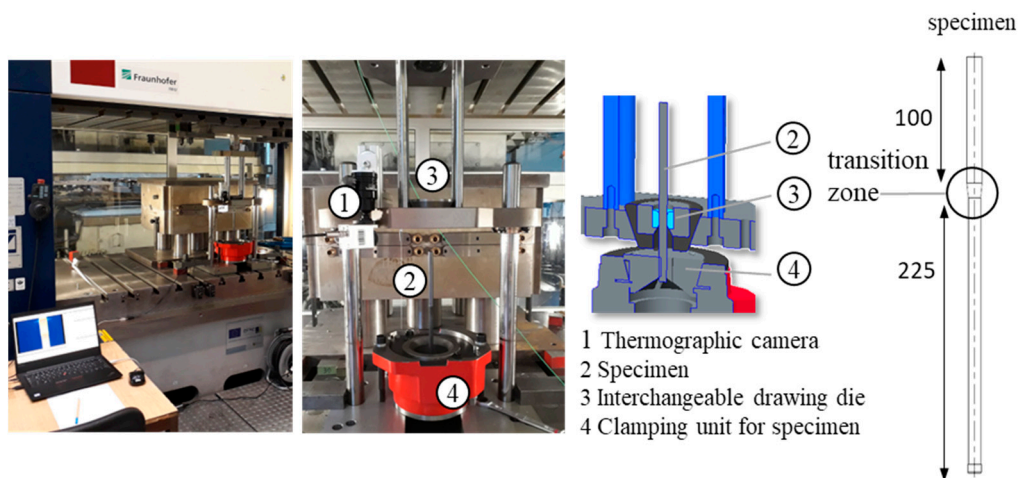 Fraunhofer
1
2
3
4
2
3
4
1 Thermographic camera
2 Specimen
3 Interchangeable drawing die
4 Clamping unit for specimen
specimen
100
transition
zone
225